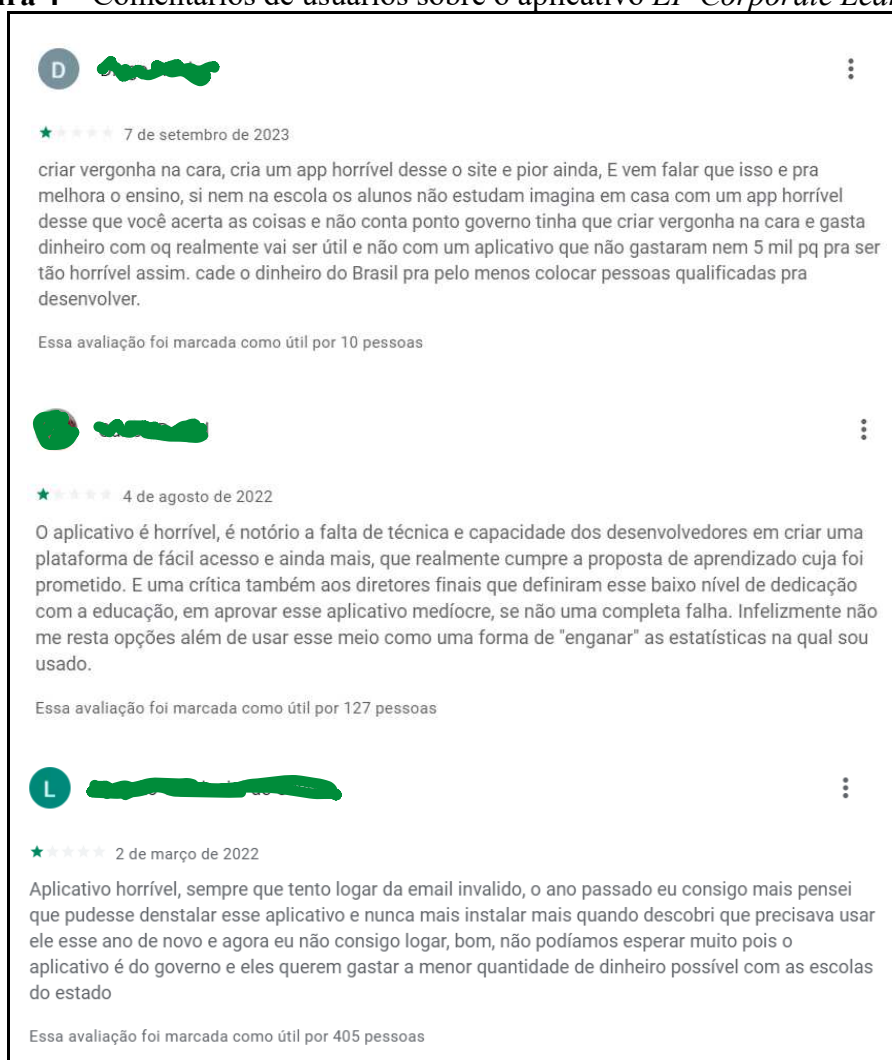 Comentários de usuários sobre o aplicativo
D
7 de setembro de 2023
criar vergonha na cara, cria um app horrível desse o site e pior ainda, E vem falar que isso e pra
melhora o ensino, si nem na escola os alunos não estudam imagina em casa com um app horrível
desse que você acerta as coisas e não conta ponto governo tinha que criar vergonha na cara e gasta
dinheiro com oq realmente vai ser útil e não com um aplicativo que não gastaram nem 5 mil pq pra ser
tão horrível assim. cade o dinheiro do Brasil pra pelo menos colocar pessoas qualificadas pra
desenvolver.
Essa avaliação foi marcada como útil por 10 pessoas
4 de agosto de 2022
O aplicativo é horrível, é notório a falta de técnica e capacidade dos desenvolvedores em criar uma
plataforma de fácil acesso e ainda mais, que realmente cumpre a proposta de aprendizado cuja foi
prometido. E uma crítica também aos diretores finais que definiram esse baixo nível de dedicação
com a educação, em aprovar esse aplicativo medíocre, se não uma completa falha. Infelizmente não
me resta opções além de usar esse meio como uma forma de "enganar" as estatísticas na qual sou
usado.
Essa avaliação foi marcada como útil por 127 pessoas
L
2 de março de 2022
Aplicativo horrível, sempre que tento logar da email invalido, o ano passado eu consigo mais pensei
que pudesse denstalar esse aplicativo e nunca mais instalar mais quando descobri que precisava usar
ele esse ano de novo e agora eu não consigo logar, bom, não podíamos esperar muito pois o
aplicativo é do governo e eles querem gastar a menor quantidade de dinheiro possível com as escolas
do estado
Essa avaliação foi marcada como útil por 405 pessoas